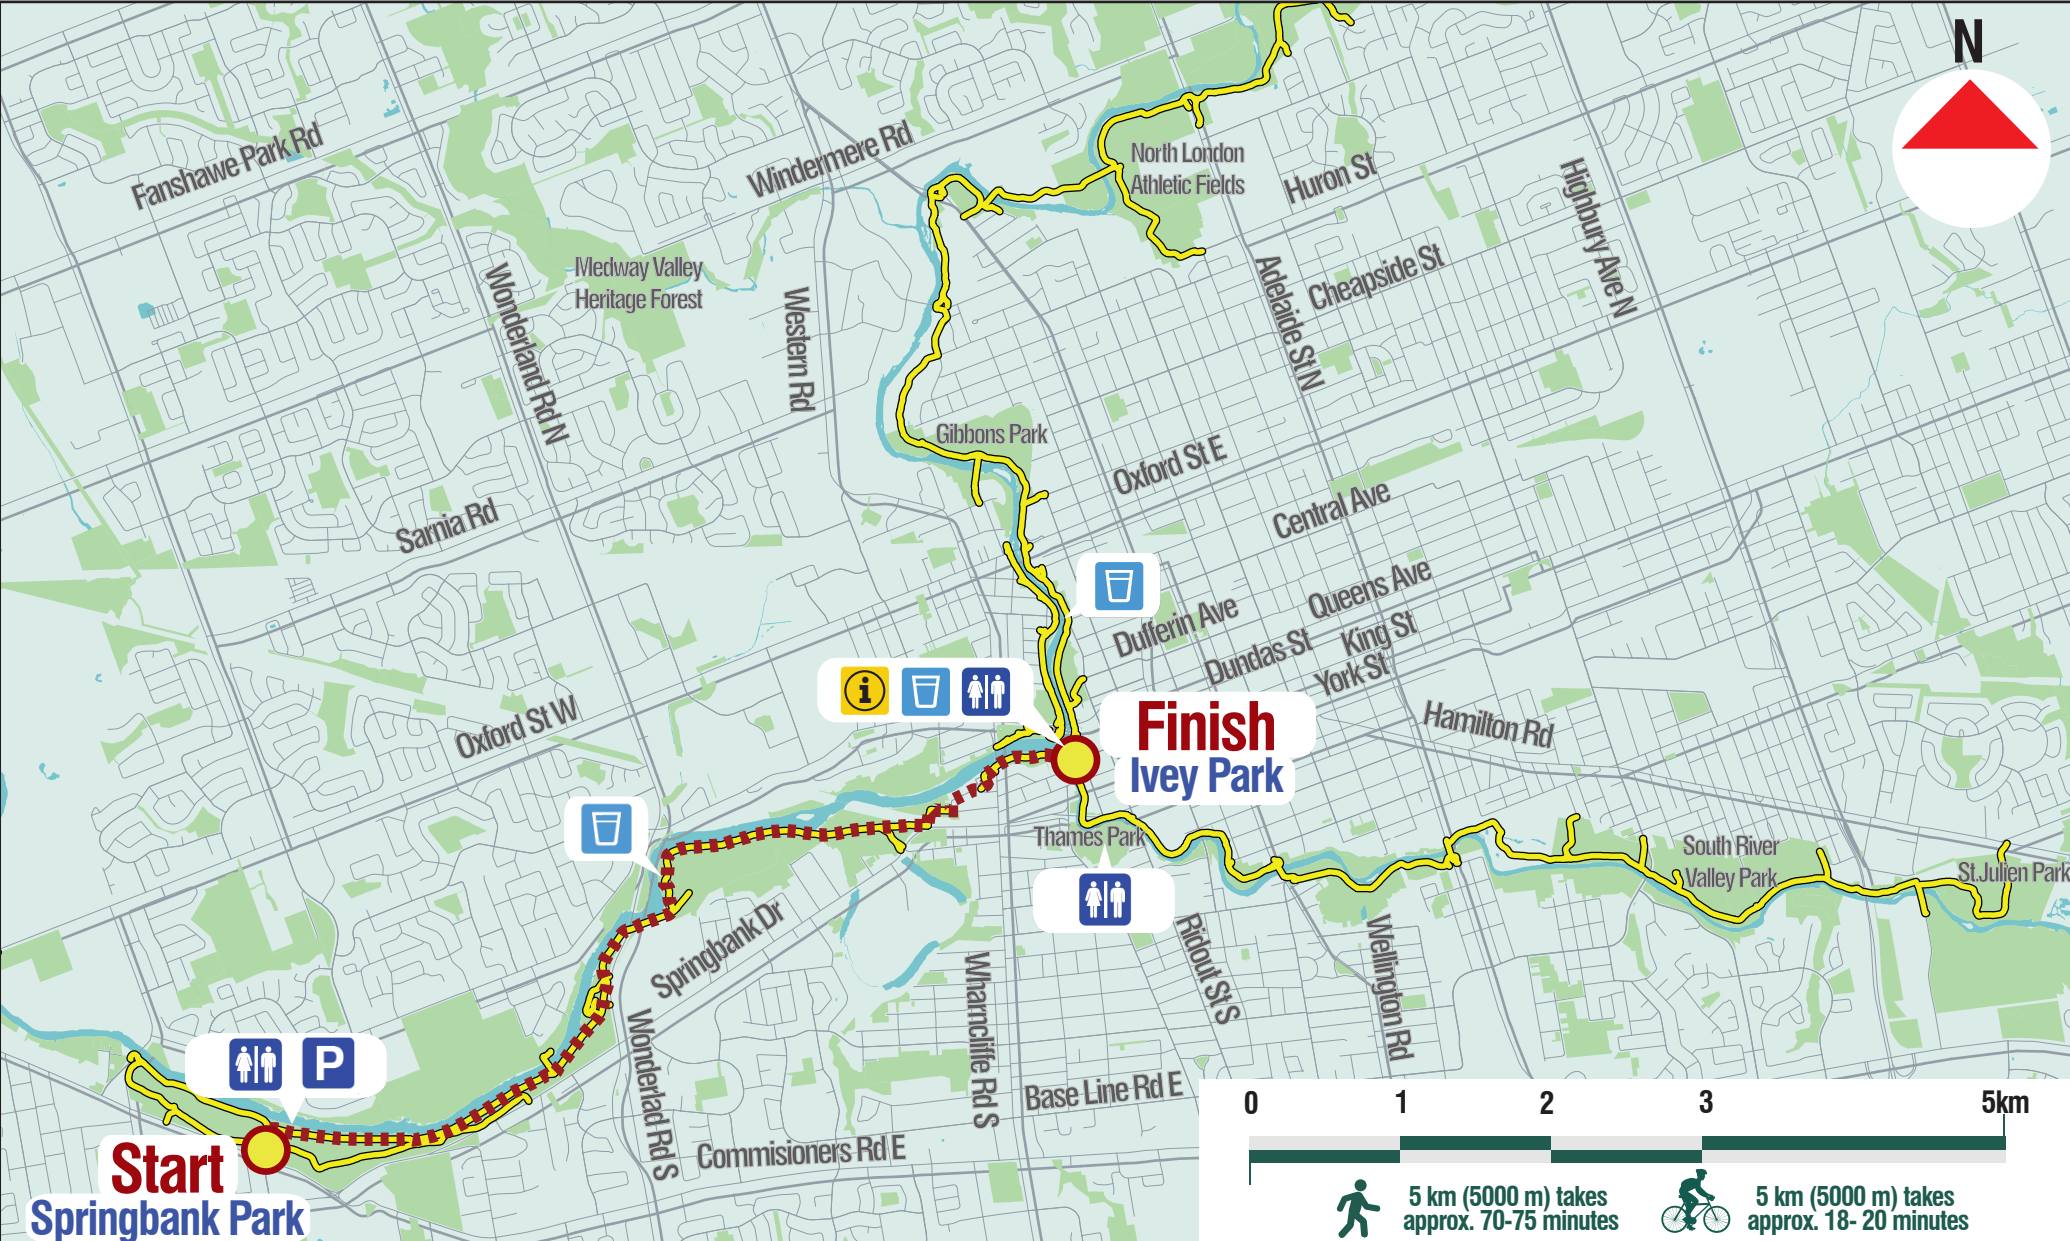 N
Fanshawe Park Rd
Windermere Rd
North London
Athletic Fields
Huron St
Highbury Ave N
Medway Valley
Heritage Forest
Wonderland Rd N
Western Rd
Adelaide St N
Cheapside St
Gibbons Park
Oxford St E
Sarnia Rd
Central Ave
Queens Ave
Dufferin Ave
King St
Dundas St
York St
Oxford St W
i
Finish
Ivey Park
Hamilton Rd
Thames Park
South River
Valley Park
St.Julien Park
Springbank Dr
Ridout St S
Wellington Rd
Wharncliffe Rd S
Wonderlad Rd S
P
Base Line Rd E
Commisioners Rd E
Start
Springbank Park
0 1 2 3 5km
5 km (5000 m) takes
approx. 70-75 minutes
5 km (5000 m) takes
approx. 18- 20 minutes